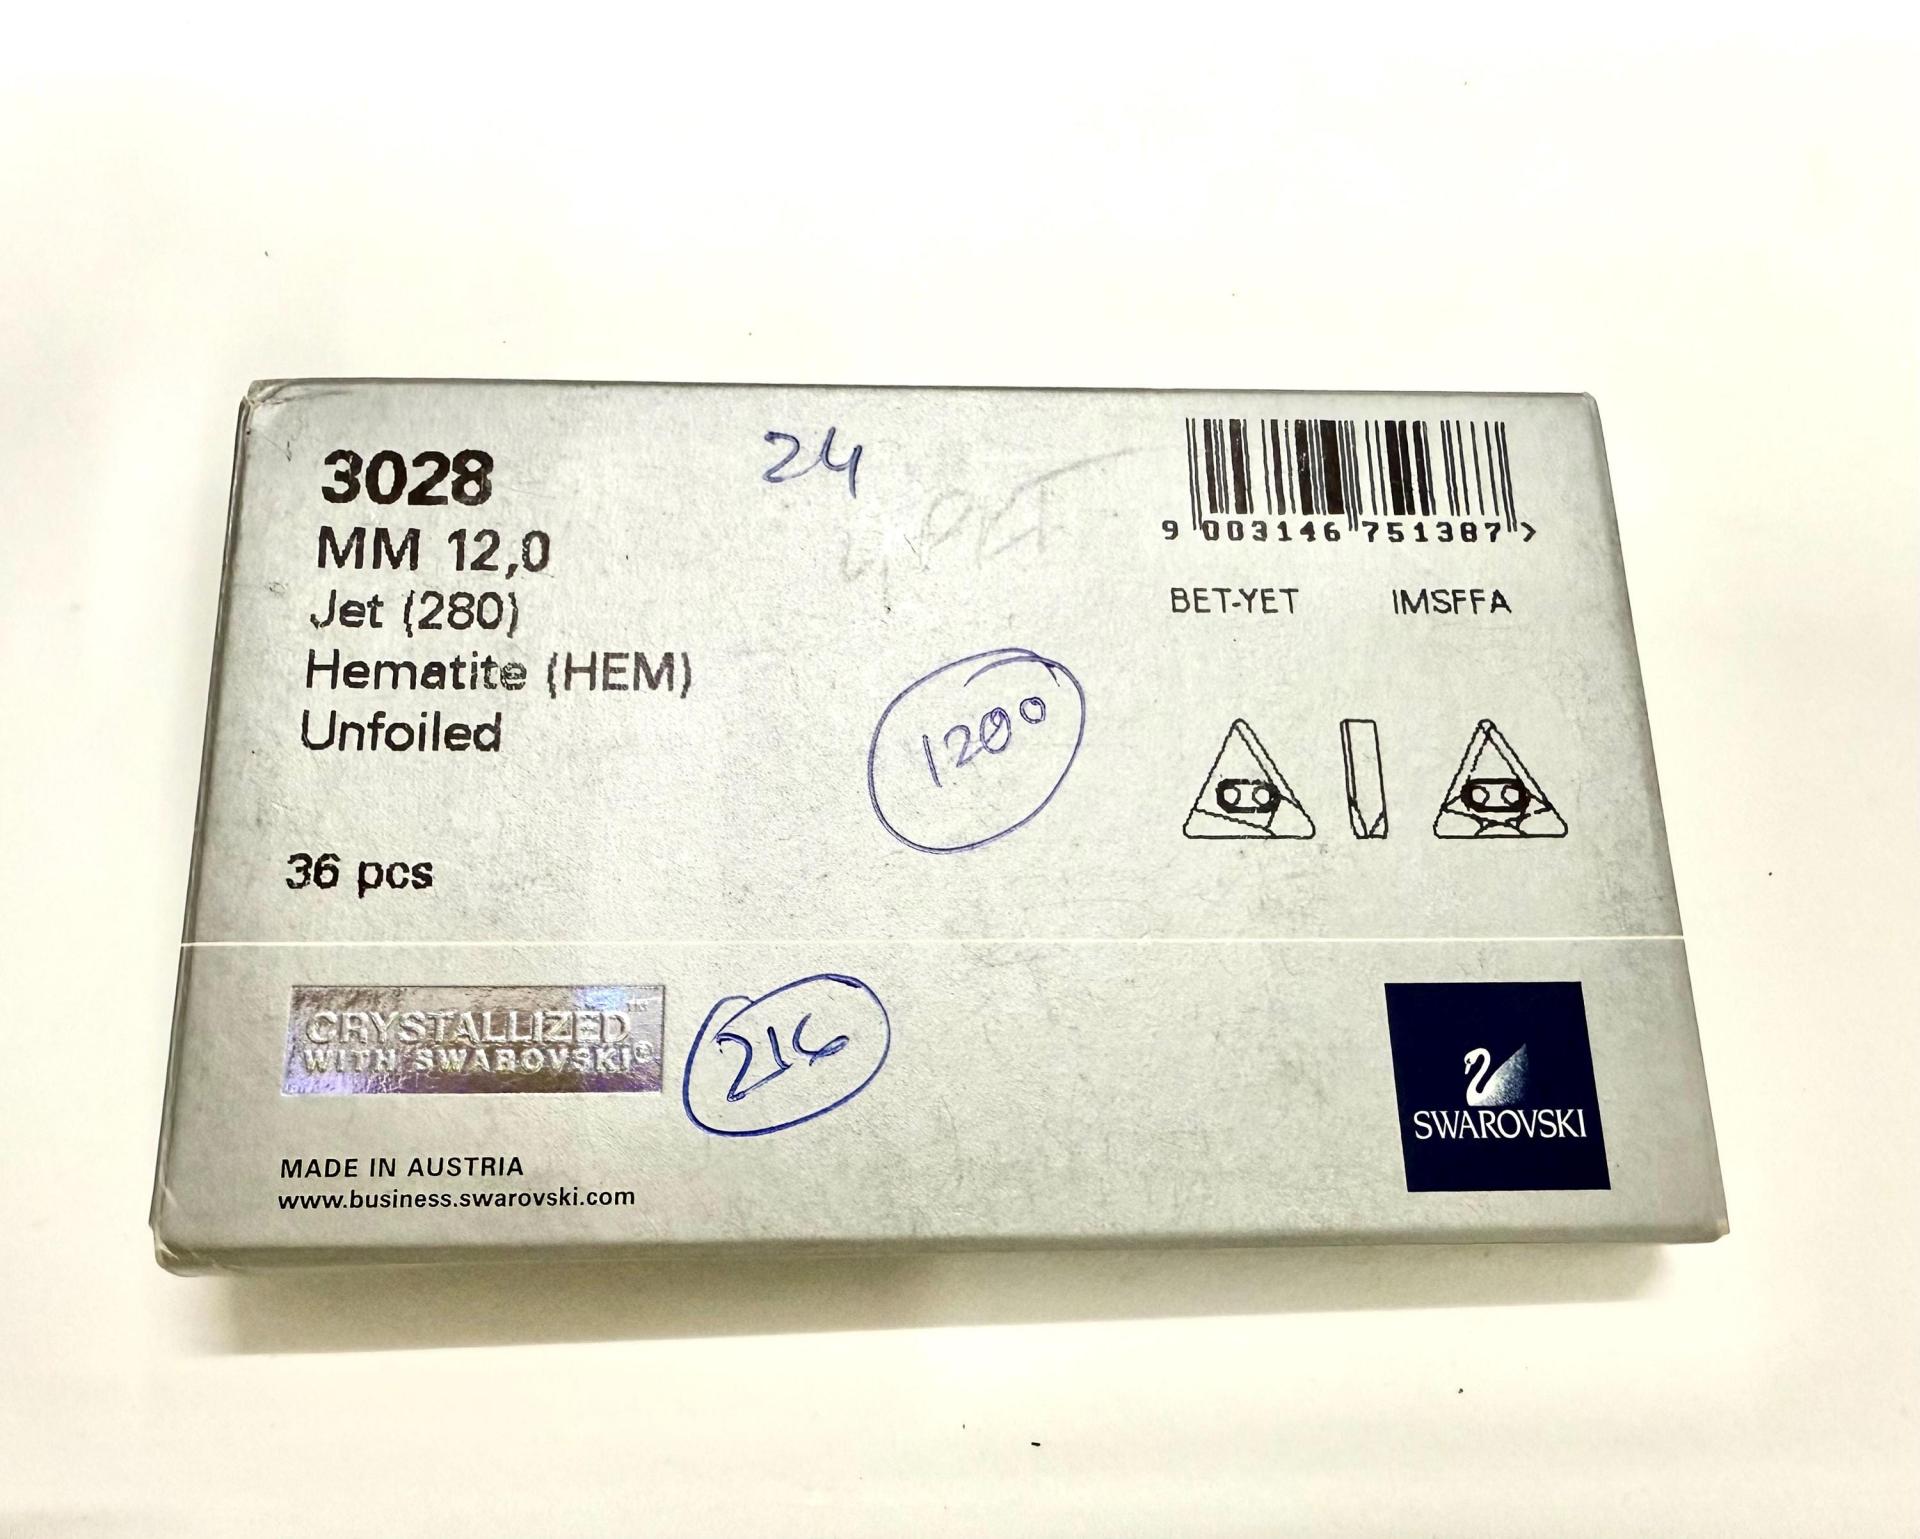 3028
MM 12,0
Jet (280)
Hematite (HEM)
Unfoiled
36 pcs
24
9 003146 751387 >
BET-YET IMSFFA
1200
CRYSTALLIZED™
WITH SWAROVSKI®
216
MADE IN AUSTRIA
www.business.swarovski.com
SWAROVSKI